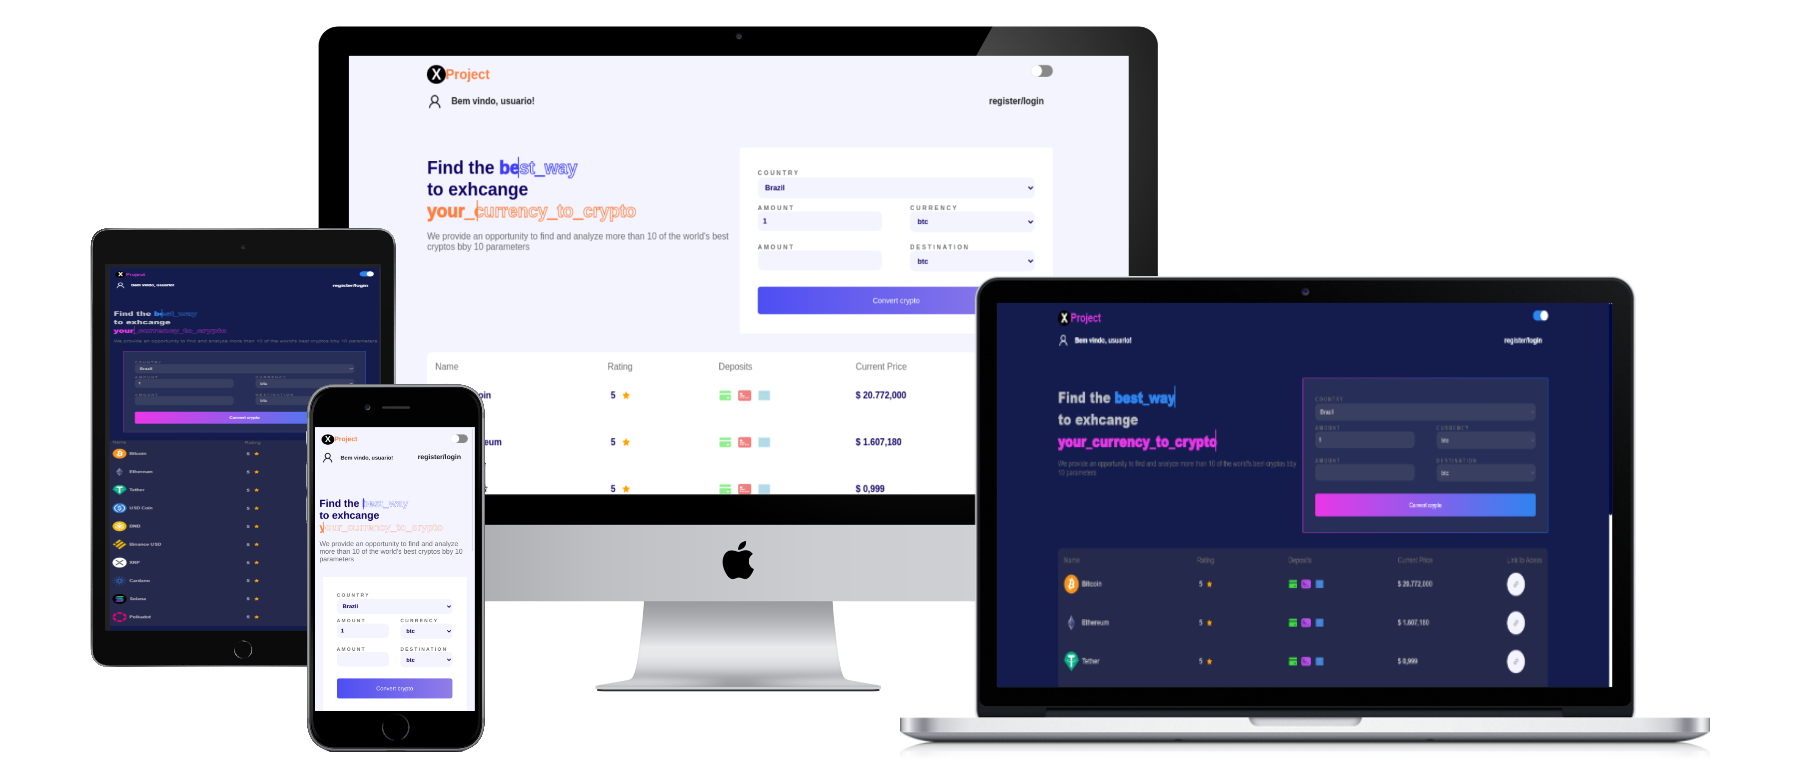 X Project
Bem vindo, usuario!
register/login
Find the best_way
to exhcange
your_currency_to_crypto
We provide an opportunity to find and analyze more than 10 of the world's best
cryptos bby 10 parameters
COUNTRY
Brazil
AMOUNT CURRENCY
1 btc
AMOUNT DESTINATION
btc
Convert crypto
Name Rating Deposits Current Price
oin 5 $ 20.772,000
eum 5 $ 1.607,180
5 $ 0,999
X Project
Bem vindo, usuario!
register/login
Find the best_way
to exhcange
your_currency_to_crypto
We provide an opportunity to find and analyze more than 10 of the world's best cryptos bby 10 parameters
COUNTRY
Brazil
AMOUNT CURRENCY
1 btc
AMOUNT DESTINATION
btc
Convert crypto
Name Rating
Bitcoin 5
Ethereum 5
Tether 5
USD Coin 5
BNB 5
Binance USD 5
XRP 5
Cardano 5
Solana 5
Polkadot 5
X Project
Bem vindo, usuario!
register/login
Find the best_way
to exhcange
your_currency_to_crypto
We provide an opportunity to find and analyze
more than 10 of the world's best cryptos bby 10
parameters
COUNTRY
Brazil
AMOUNT CURRENCY
1 btc
AMOUNT DESTINATION
btc
Convert crypto
X Project
Bem vindo, usuario!
register/login
Find the best_way
to exhcange
your_currency_to_crypto
We provide an opportunity to find and analyze more than 10 of the world's best cryptos bby
10 parameters
COUNTRY
Brazil
AMOUNT CURRENCY
1 btc
AMOUNT DESTINATION
btc
Convert crypto
Name Rating Deposits Current Price Link to Acess
Bitcoin 5 $ 20.772,000
Ethereum 5 $ 1.607,180
Tether 5 $ 0,999